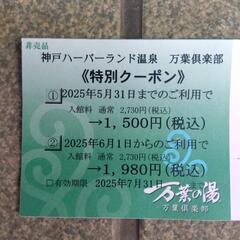 非売品
神戸ハーバーランド温泉 万葉倶楽部
《特別クーポン》
①2025年5月31日までのご利用で
入館料 通常 2,730円(税込)
→1,500円(税込)
②2025年6月1日からのご利用で
入館料 通常 2,730円(税込)
→1,980円(税込)
□有効期限 2025年7月31日
万葉の湯
万葉倶楽部